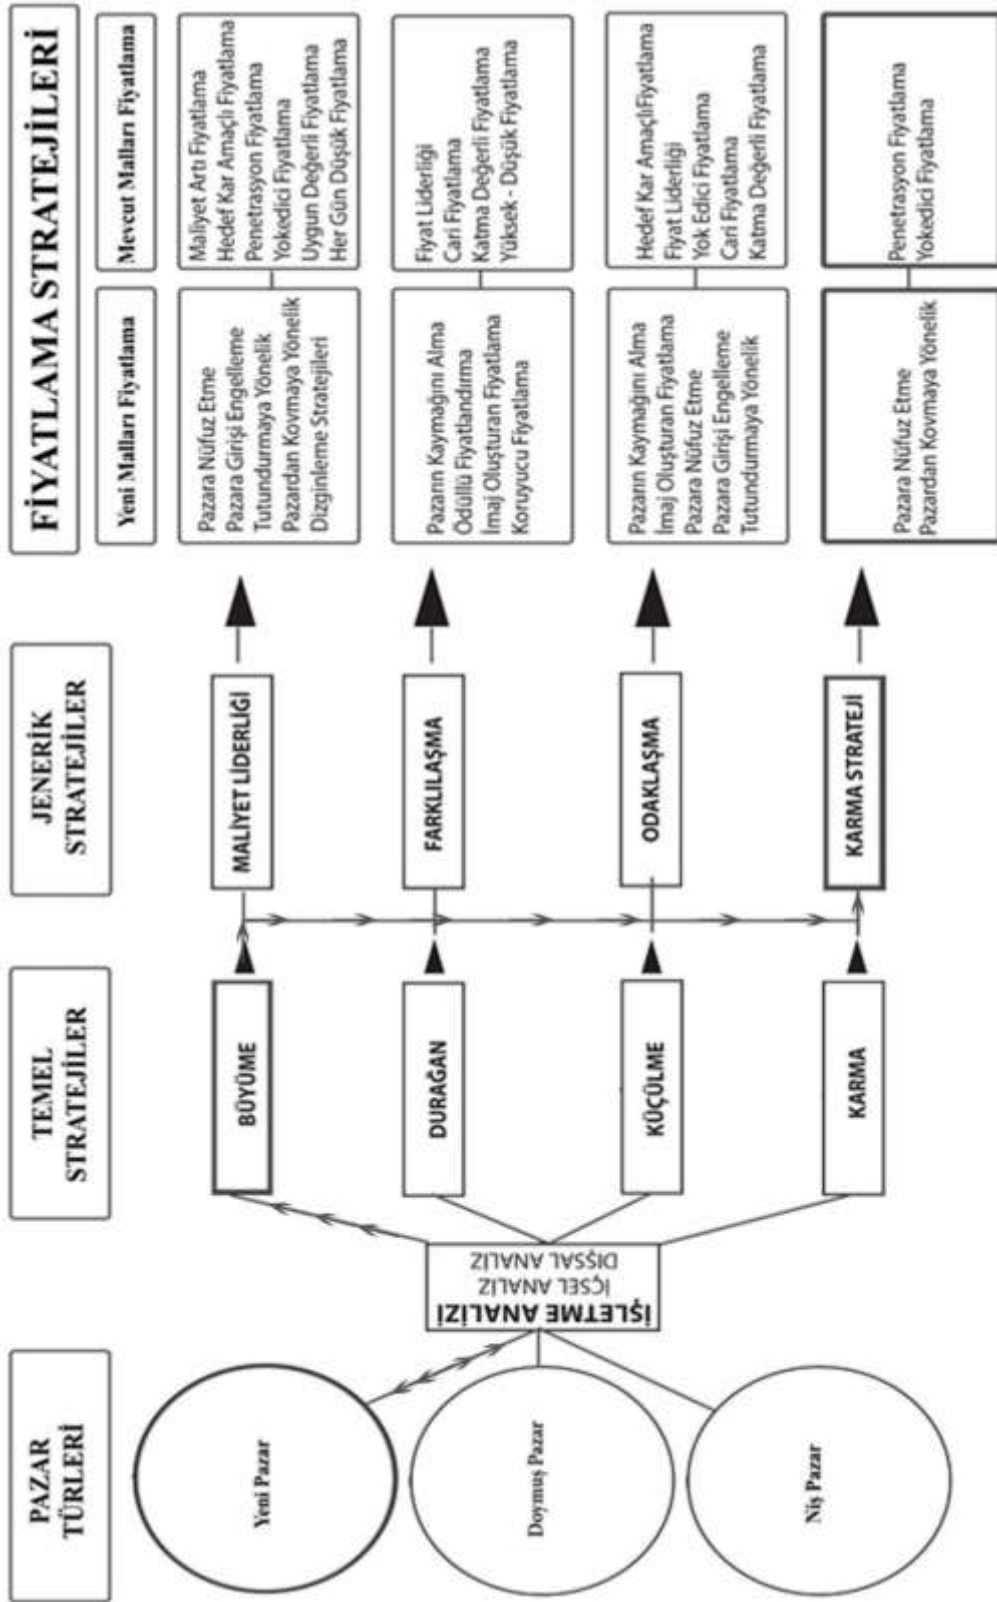 PAZAR
TÜRLERİ
TEMEL
STRATEJİLER
JENERİK
STRATEJİLER
FİYATLAMA STRATEJİLERİ
Yeni Malları Fiyatlama
Mevcut Malları Fiyatlama
Yeni Pazar
Doymuş Pazar
Niş Pazar
İŞLETME ANALİZİ
İÇSEL ANALİZ
DIŞSAL ANALİZ
BÜYÜME
DURAĞAN
KÜÇÜLME
KARMA
MALİYET LİDERLİĞİ
FARKLILAŞMA
ODAKLAŞMA
KARMA STRATEJİ
Pazara Nüfuz Etme
Pazara Girişi Engelleme
Tutundurmaya Yönelik
Pazardan Kovmaya Yönelik
Dizginleme Stratejileri
Maliyet Artı Fiyatlama
Hedef Kar Amaçlı Fiyatlama
Penetrasyon Fiyatlama
Yokedici Fiyatlama
Uygun Değerli Fiyatlama
Her Gün Düşük Fiyatlama
Pazarın Kaymağını Alma
Ödüllü Fiyatlandırma
İmaj Oluşturan Fiyatlama
Koruyucu Fiyatlama
Fiyat Liderliği
Cari Fiyatlama
Katma Değerli Fiyatlama
Yüksek - Düşük Fiyatlama
Pazarın Kaymağını Alma
İmaj Oluşturan Fiyatlama
Pazara Nüfuz Etme
Pazara Girişi Engelleme
Tutundurmaya Yönelik
Hedef Kar AmaçlıFiyatlama
Fiyat Liderliği
Yok Edici Fiyatlama
Cari Fiyatlama
Katma Değerli Fiyatlama
Pazara Nüfuz Etme
Pazardan Kovmaya Yönelik
Penetrasyon Fiyatlama
Yokedici Fiyatlama